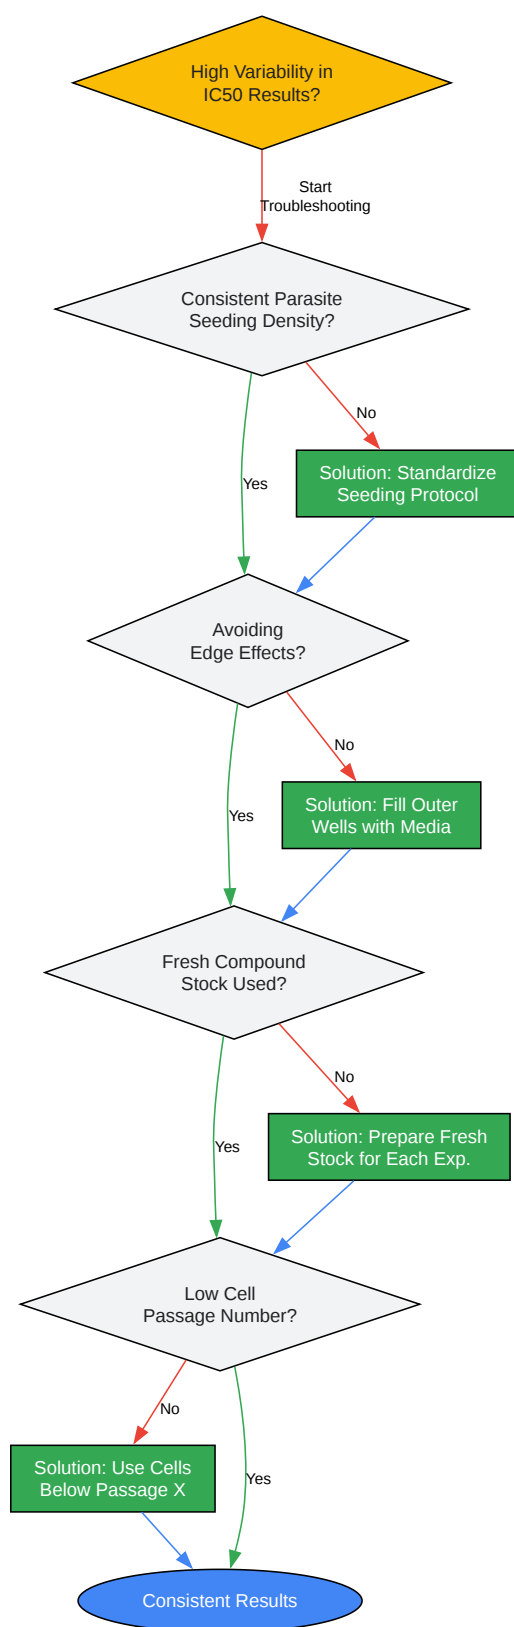 High Variability in
IC50 Results?
Start
Troubleshooting
Consistent Parasite
Seeding Density?
No
Solution: Standardize
Seeding Protocol
Yes
Avoiding
Edge Effects?
No
Solution: Fill Outer
Wells with Media
Yes
Fresh Compound
Stock Used?
No
Solution: Prepare Fresh
Stock for Each Exp.
Yes
Low Cell
Passage Number?
No
Solution: Use Cells
Below Passage X
Yes
Consistent Results